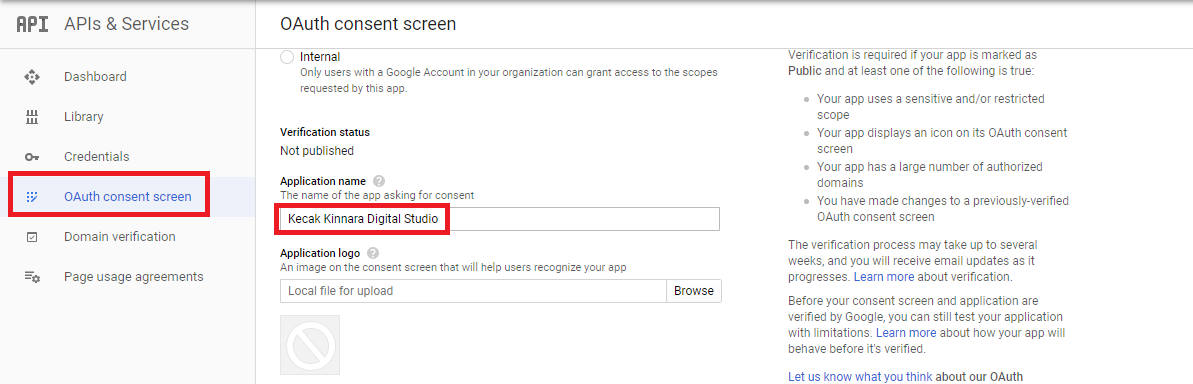 API APIs & Services
OAuth consent screen
Dashboard
Library
Credentials
OAuth consent screen
Domain verification
Page usage agreements
Internal
Only users with a Google Account in your organization can grant access to the scopes
requested by this app.
Verification status
Not published
Application name ?
The name of the app asking for consent
Kecak Kinnara Digital Studio
Application logo ?
An image on the consent screen that will help users recognize your app
Local file for upload Browse
Verification is required if your app is marked as
Public and at least one of the following is true:
Your app uses a sensitive and/or restricted
scope
Your app displays an icon on its OAuth consent
screen
Your app has a large number of authorized
domains
You have made changes to a previously-verified
OAuth consent screen
The verification process may take up to several
weeks, and you will receive email updates as it
progresses. Learn more about verification.
Before your consent screen and application are
verified by Google, you can still test your application
with limitations. Learn more about how your app will
behave before it's verified.
Let us know what you think about our OAuth